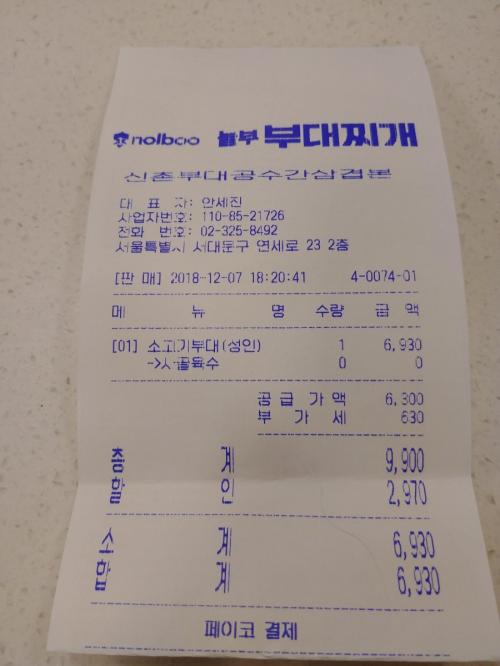 nolboo 놀부 부대찌개
신촌부대공수간삼겹본
대 표 자: 안세진
사업자번호: 110-85-21726
전화 번호: 02-325-8492
서울특별시 서대문구 연세로 23 2층
[판 매] 2018-12-07 18:20:41 4-0074-01
메 뉴 명 수량 금 액
[01] 소고기부대(성인) 1 6,930
->사골육수 0 0
공 급 가 액 6,300
부 가 세 630
총 계 9,900
할 인 2,970
소 계 6,930
합 계 6,930
페이코 결제